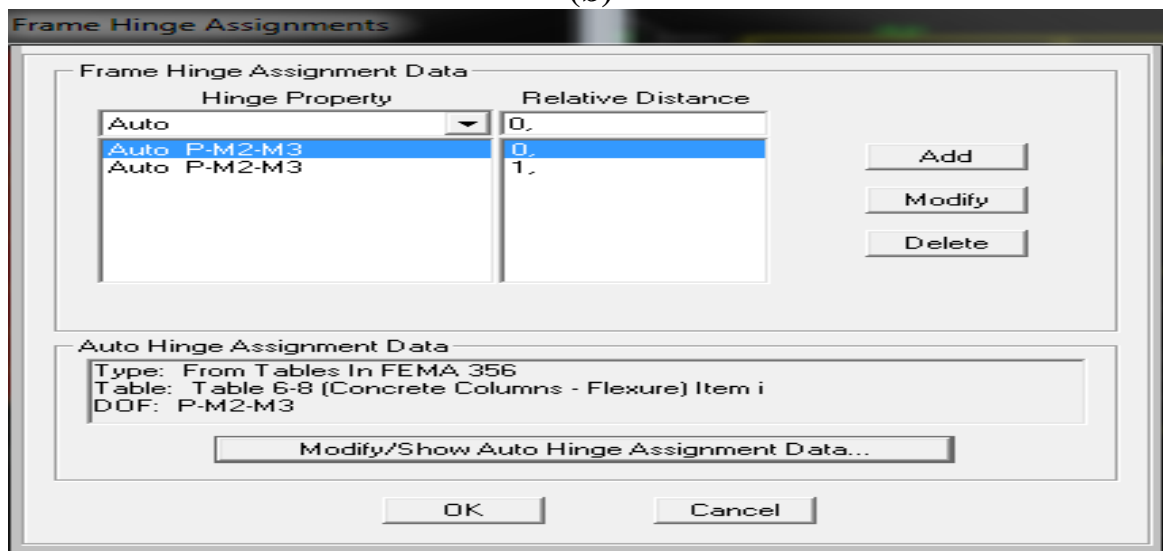 (b)
Frame Hinge Assignments
Frame Hinge Assignment Data
Hinge Property Relative Distance
Auto 0,
Auto P-M2-M3 0,
Auto P-M2-M3 1,
Add
Modify
Delete
Auto Hinge Assignment Data
Type: From Tables In FEMA 356
Table: Table 6-8 (Concrete Columns - Flexure) Item i
DOF: P-M2-M3
Modify/Show Auto Hinge Assignment Data...
OK Cancel